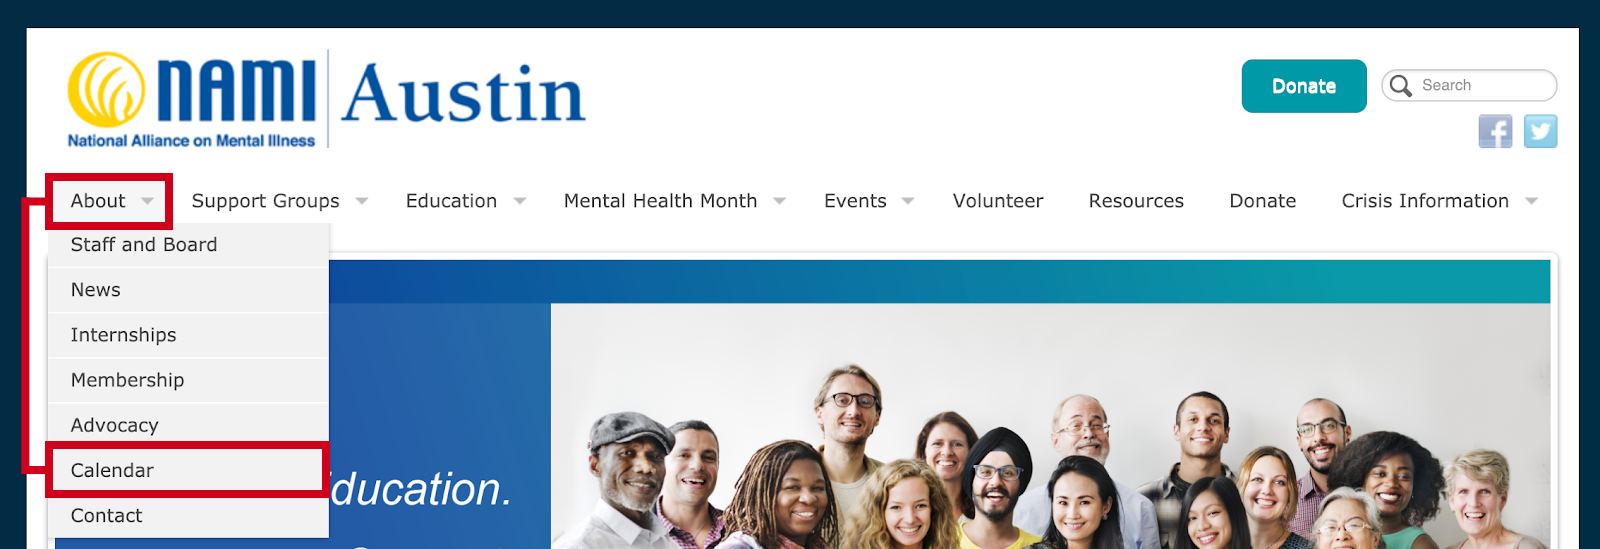 NAMI Austin
National Alliance on Mental Illness
Donate
Search
About Support Groups Education Mental Health Month Events Volunteer Resources Donate Crisis Information
Staff and Board
News
Internships
Membership
Advocacy
Calendar
Contact
ducation.